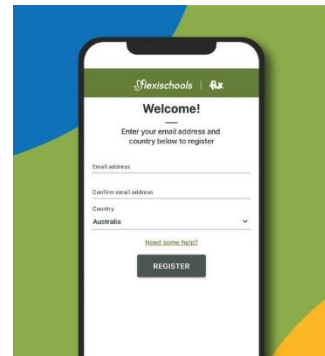 flexischools | flx
Welcome!
Enter your email address and
country below to register
Email address
Confirm email address
Country
Australia
Need some help?
REGISTER